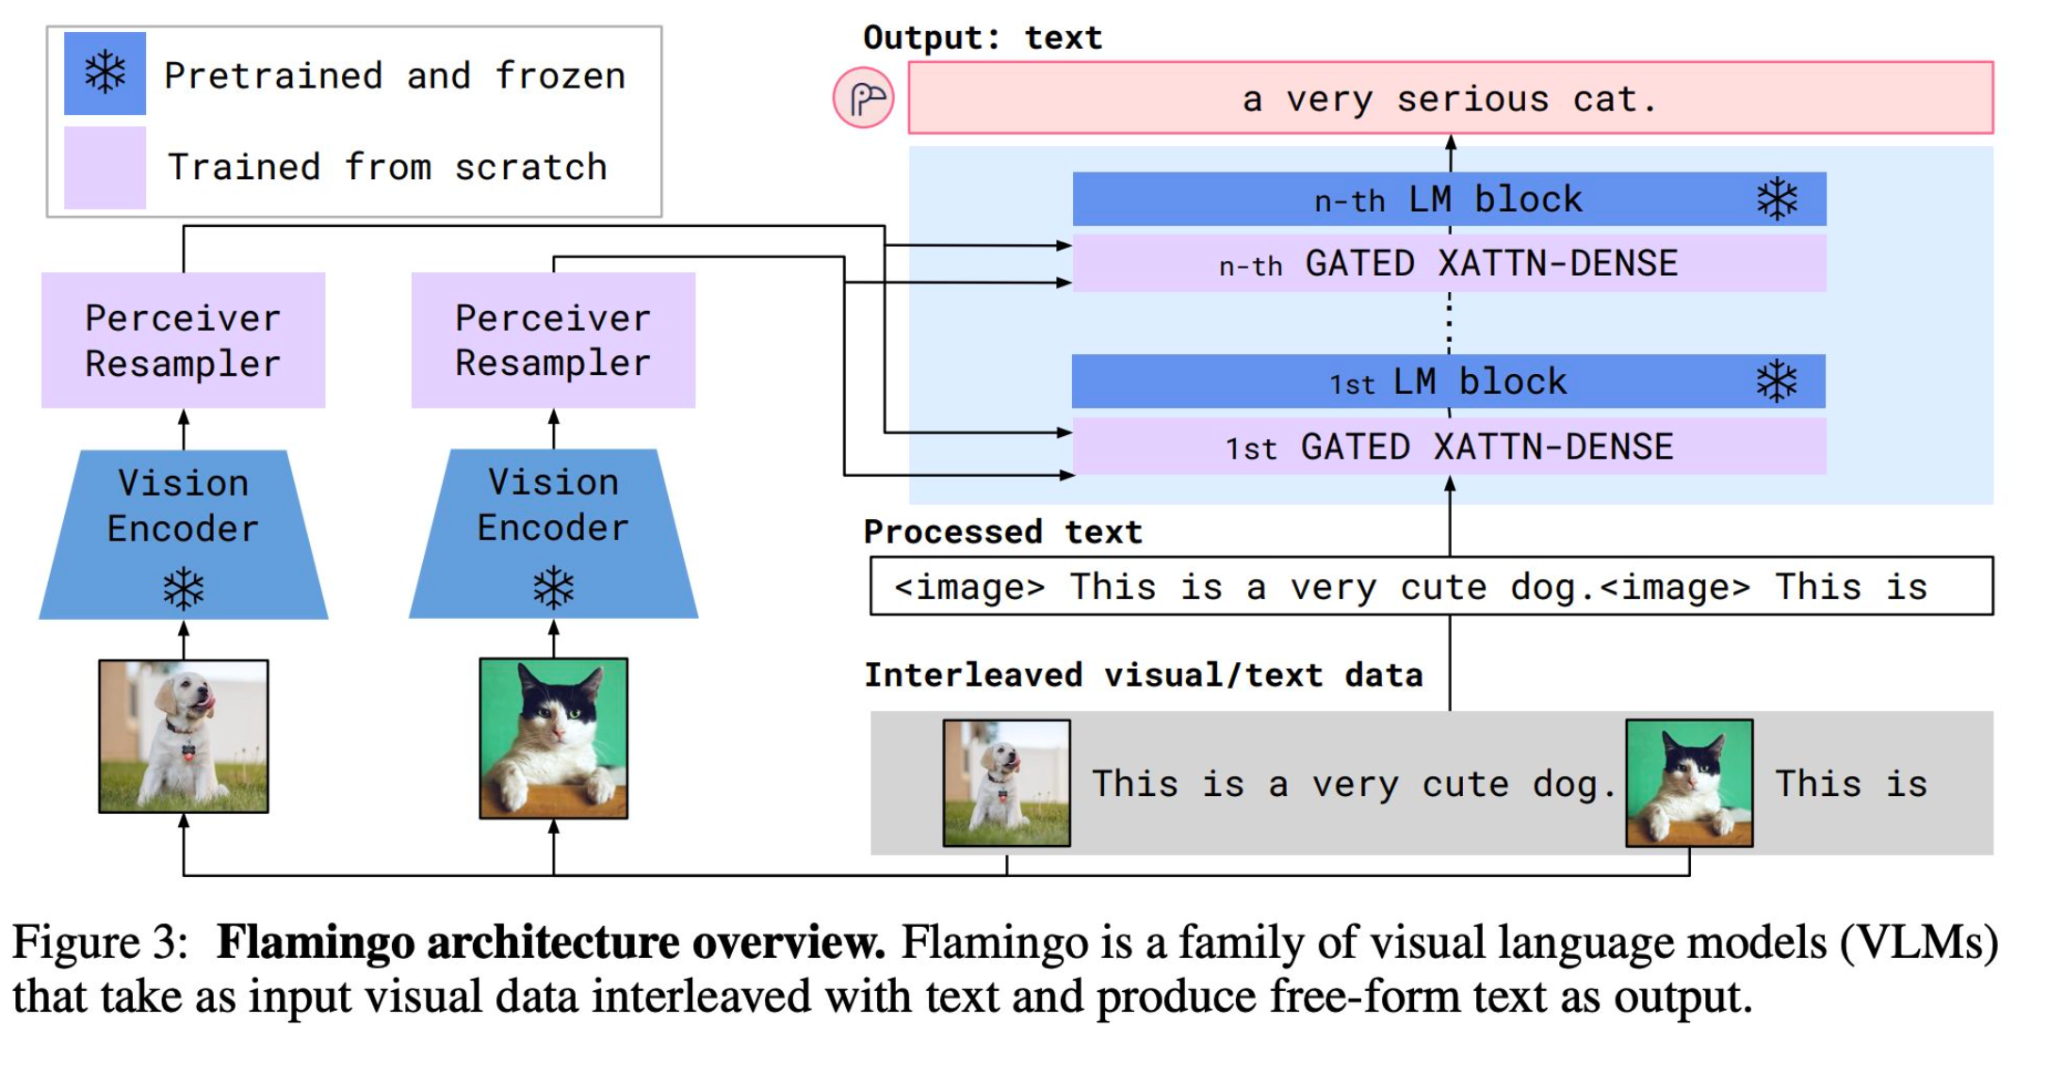 Pretrained and frozen
Trained from scratch
Output: text
a very serious cat.
n-th LM block
n-th GATED XATTN-DENSE
1st LM block
1st GATED XATTN-DENSE
Perceiver
Resampler
Perceiver
Resampler
Vision
Encoder
Vision
Encoder
Processed text
<image> This is a very cute dog.<image> This is
Interleaved visual/text data
This is a very cute dog.
This is
Figure 3: Flamingo architecture overview. Flamingo is a family of visual language models (VLMs)
that take as input visual data interleaved with text and produce free-form text as output.